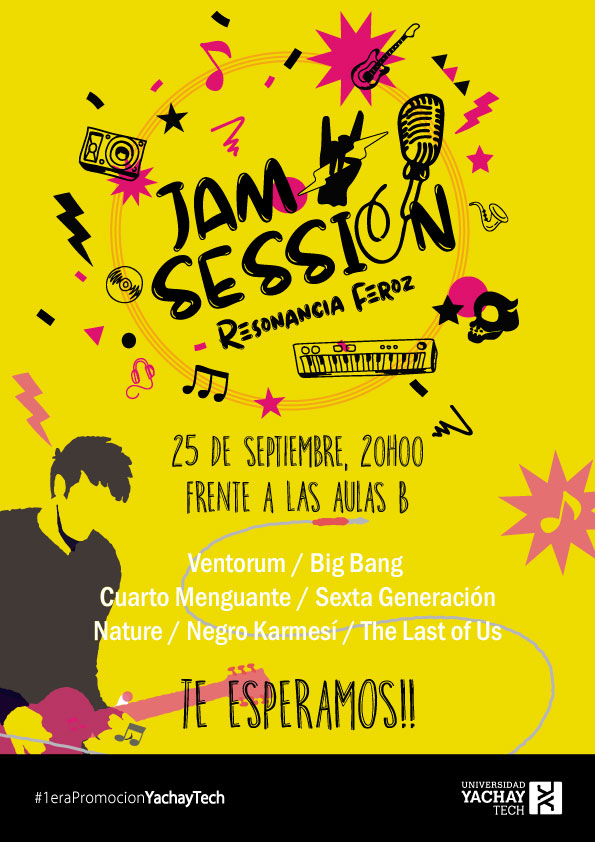 JAM
SESSION
RESONANCIA FEROZ
25 DE SEPTIEMBRE, 20H00
FRENTE A LAS AULAS B
Ventorum / Big Bang
Cuarto Menguante / Sexta Generación
Nature / Negro Karmesí / The Last of Us
TE ESPERAMOS!!
#1eraPromocionYachayTech
UNIVERSIDAD
YACHAY
TECH